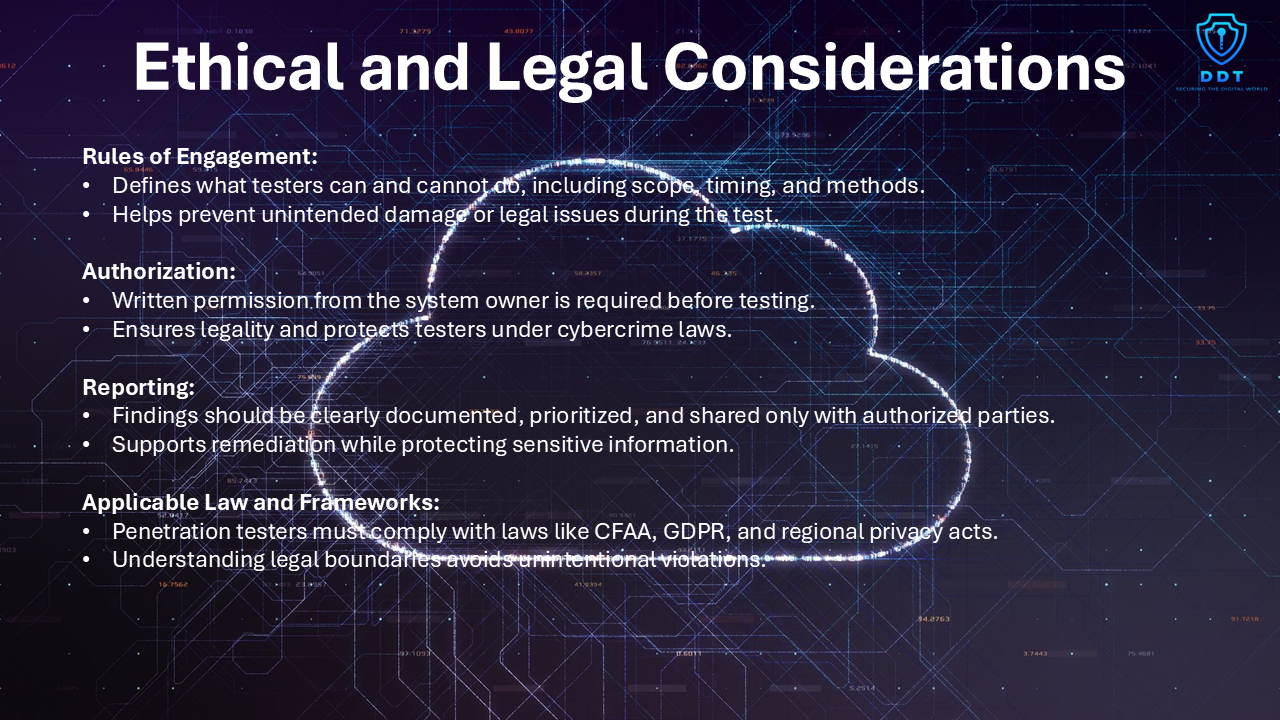 Ethical and Legal Considerations
DDT
SECURING THE DIGITAL WORLD
Rules of Engagement:
• Defines what testers can and cannot do, including scope, timing, and methods.
• Helps prevent unintended damage or legal issues during the test.
Authorization:
• Written permission from the system owner is required before testing.
• Ensures legality and protects testers under cybercrime laws.
Reporting:
• Findings should be clearly documented, prioritized, and shared only with authorized parties.
• Supports remediation while protecting sensitive information.
Applicable Law and Frameworks:
• Penetration testers must comply with laws like CFAA, GDPR, and regional privacy acts.
• Understanding legal boundaries avoids unintentional violations.